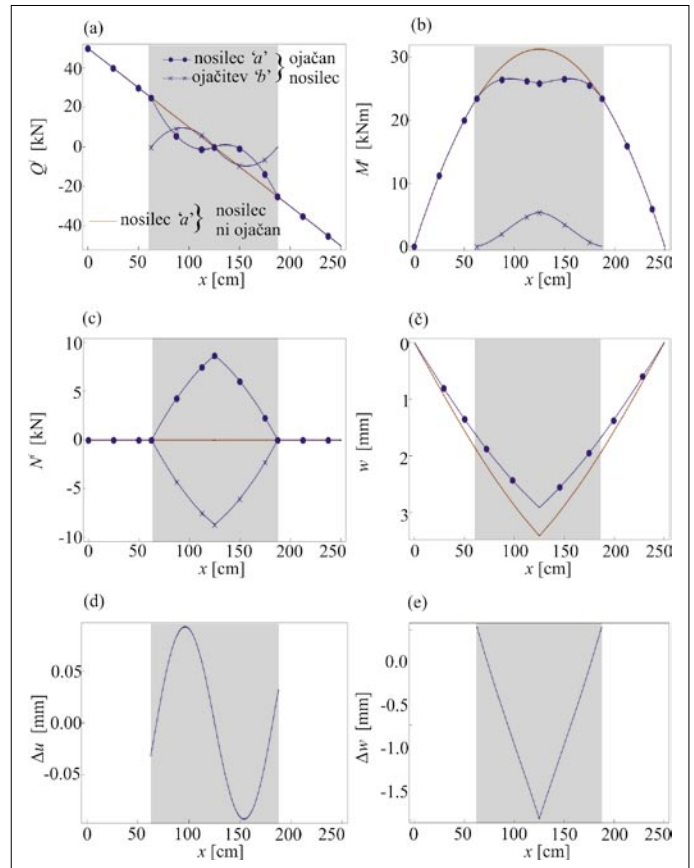 (a)
nosilec 'a' } ojačan
ojačitev 'b' } nosilec
nosilec 'a' } nosilec
ni ojačan
40
20
0
-20
-40
Qⁱ [kN]
0 50 100 150 200 250
x [cm]
(b)
30
20
10
0
Mⁱ [kNm]
0 50 100 150 200 250
x [cm]
(c)
10
5
0
-5
-10
Nⁱ [kN]
0 50 100 150 200 250
x [cm]
(č)
0
1
2
3
w [mm]
0 50 100 150 200 250
x [cm]
(d)
0.05
0.00
-0.05
Δu [mm]
0 50 100 150 200 250
x [cm]
(e)
0.0
-0.5
-1.0
-1.5
Δw [mm]
0 50 100 150 200 250
x [cm]